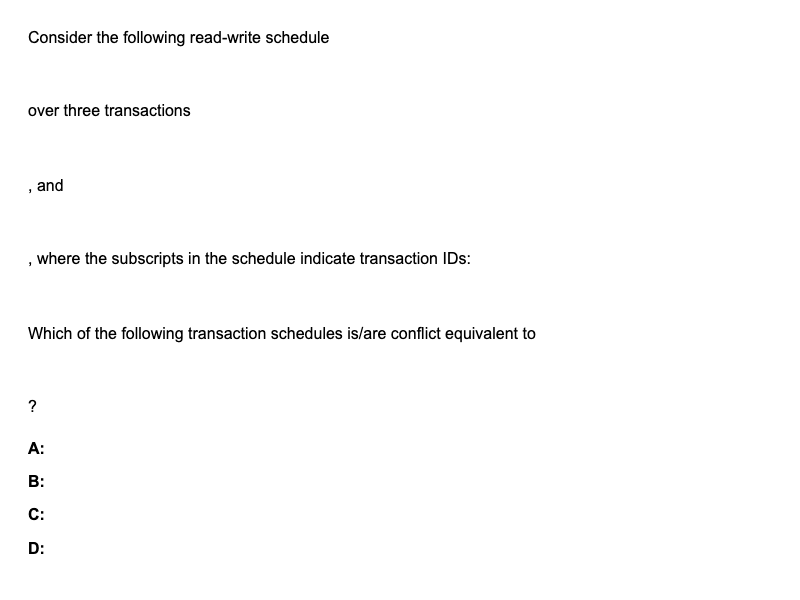 Consider the following read-write schedule
over three transactions
, and
, where the subscripts in the schedule indicate transaction IDs:
Which of the following transaction schedules is/are conflict equivalent to
?
A:
B:
C:
D: